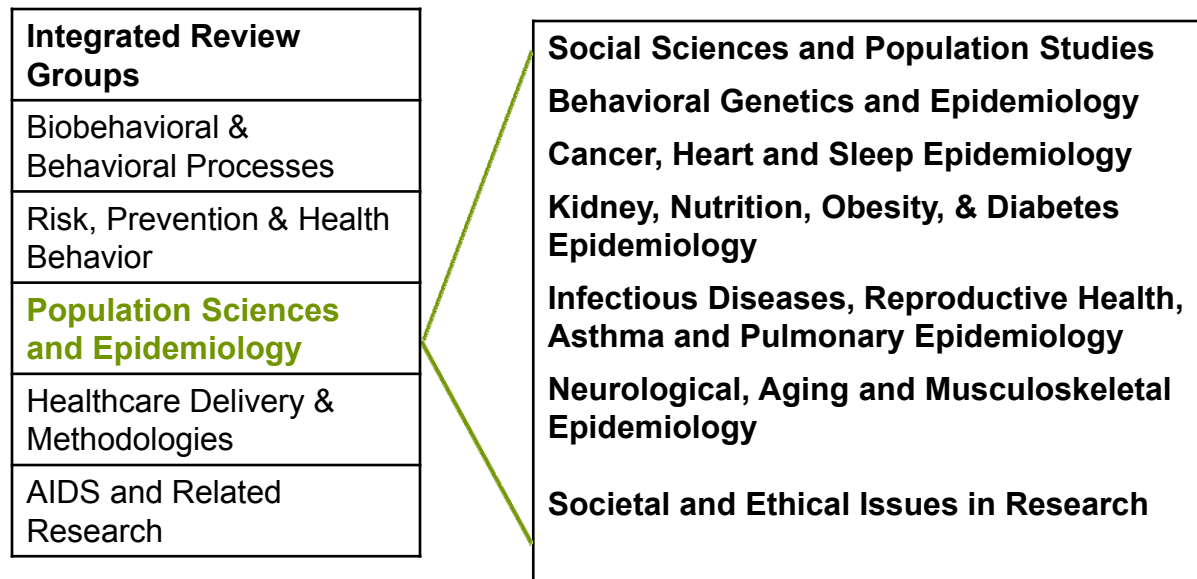 Integrated Review
Groups
Biobehavioral &
Behavioral Processes
Risk, Prevention & Health
Behavior
Population Sciences
and Epidemiology
Healthcare Delivery &
Methodologies
AIDS and Related
Research
Social Sciences and Population Studies
Behavioral Genetics and Epidemiology
Cancer, Heart and Sleep Epidemiology
Kidney, Nutrition, Obesity, & Diabetes
Epidemiology
Infectious Diseases, Reproductive Health,
Asthma and Pulmonary Epidemiology
Neurological, Aging and Musculoskeletal
Epidemiology
Societal and Ethical Issues in Research